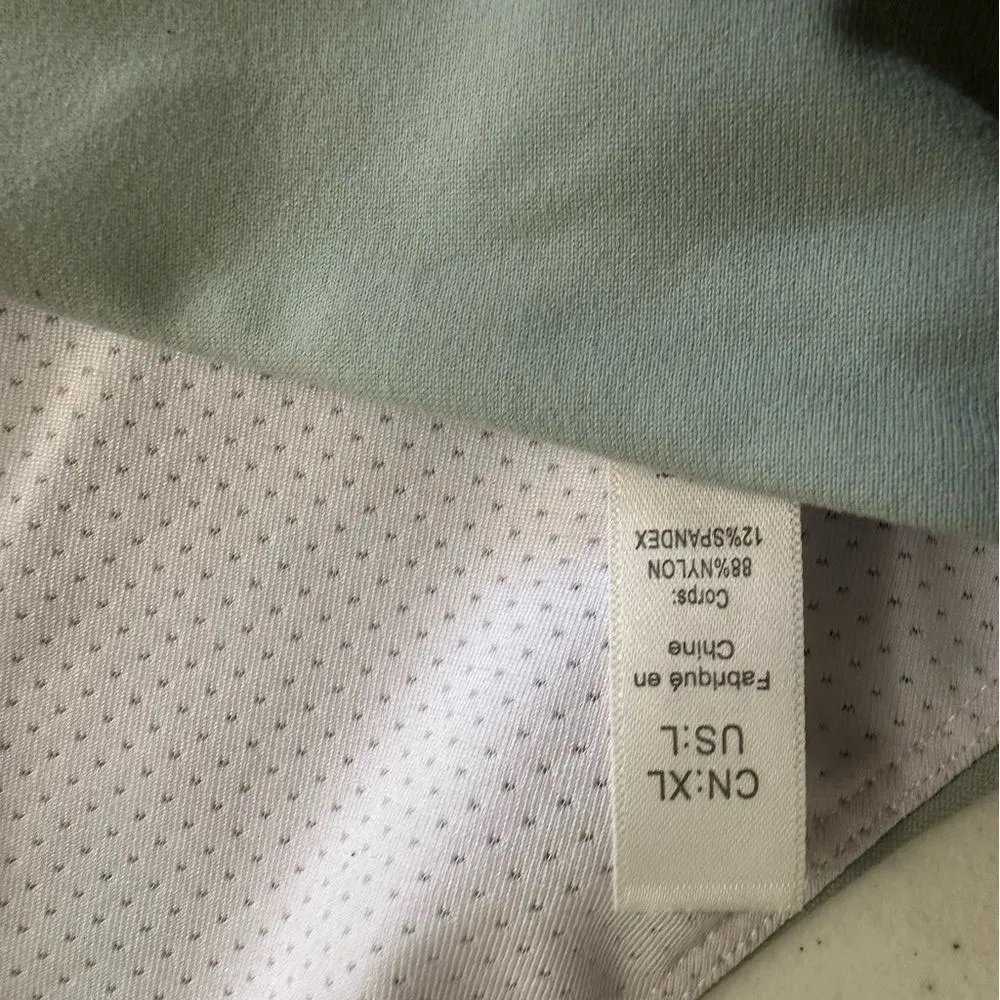 CN:XL
US:L
Fabriqué en
Chine
Corps:
88%NYLON
12%SPANDEX